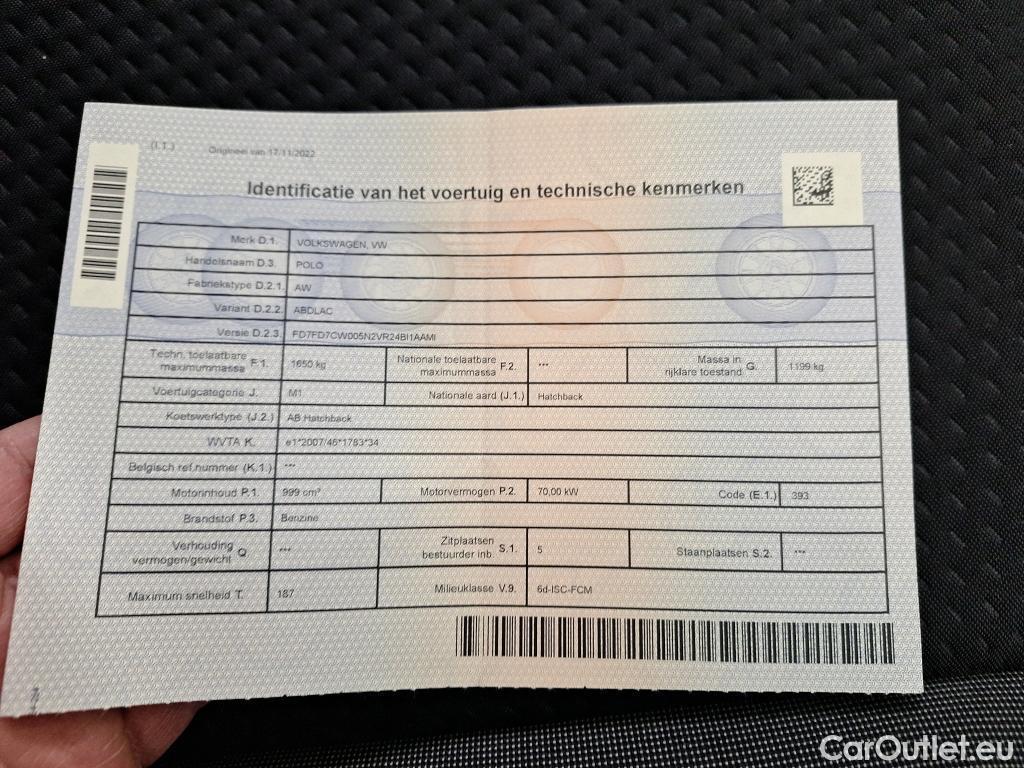 (I.1.) Origineel van 17/11/2022
Identificatie van het voertuig en technische kenmerken
Merk D.1. VOLKSWAGEN, VW
Handelsnaam D.3. POLO
Fabriekstype D.2.1. AW
Variant D.2.2. ABDLAC
Versie D.2.3. FD7FD7CW005N2VR24BI1AAMI
Techn. toelaatbare maximummassa F.1. 1650 kg Nationale toelaatbare maximummassa F.2. --- Massa in rijklare toestand G. 1199 kg
Voertuigcategorie J. M1 Nationale aard (J.1.) Hatchback
Koetswerktype (J.2.) AB Hatchback
WVTA K. e1*2007/46*1783*34
Belgisch ref.nummer (K.1.) ---
Motorinhoud P.1. 999 cm³ Motorvermogen P.2. 70,00 kW Code (E.1.) 393
Brandstof P.3. Benzine
Verhouding vermogen/gewicht Q --- Zitplaatsen bestuurder inb. S.1. 5 Staanplaatsen S.2. ---
Maximum snelheid T. 187 Milieuklasse V.9. 6d-ISC-FCM
CarOutlet.eu